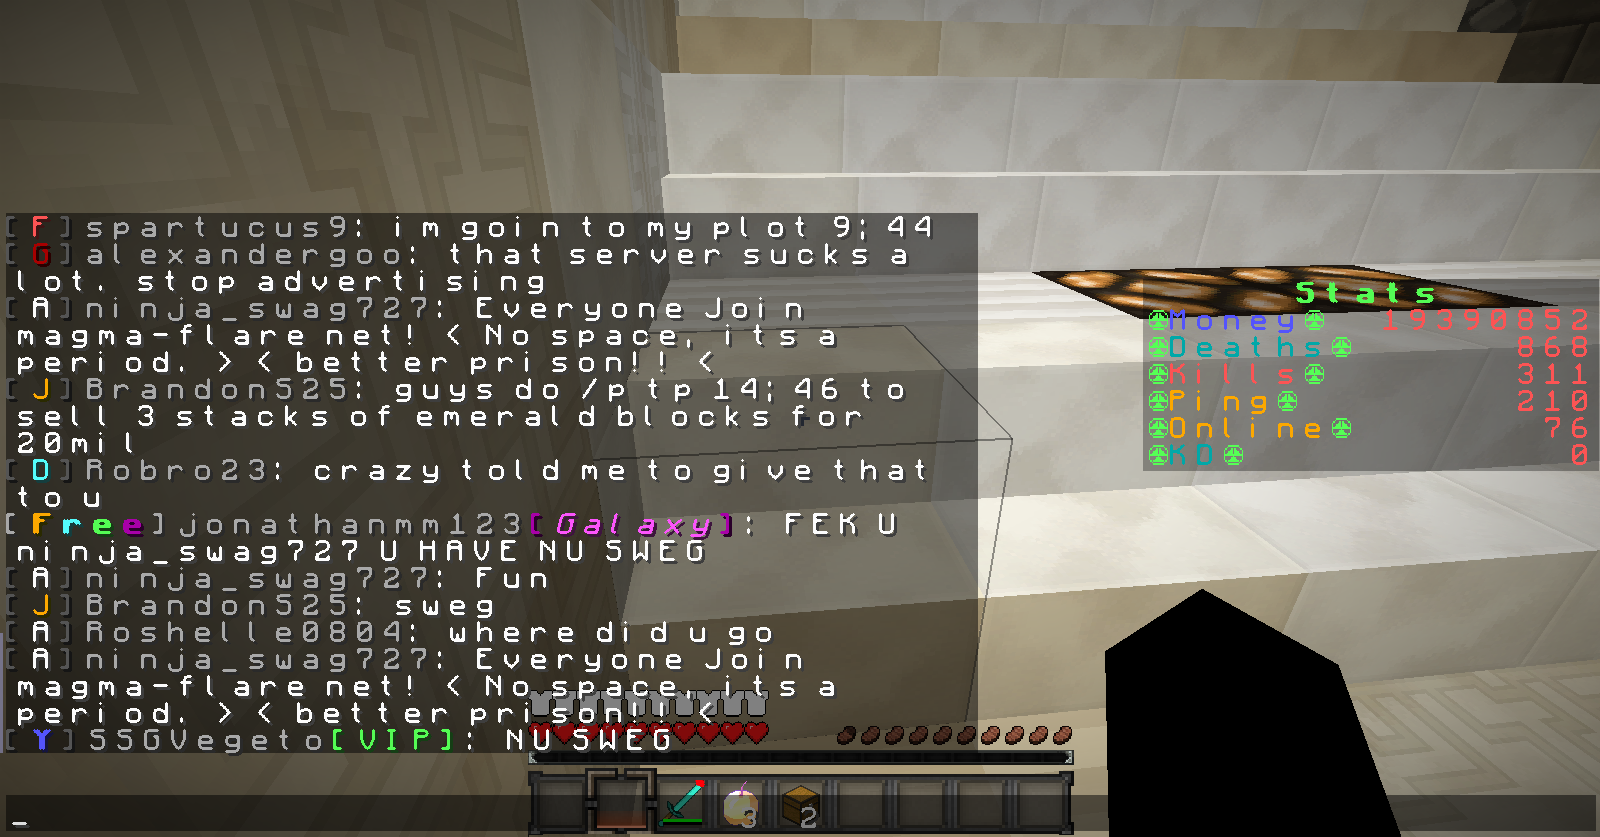 [F] spartucus9: im goin to my plot 9;44
[G] alexandergoo: that server sucks a
lot. stop advertising
[A] ninja_swag727: Everyone Join
magma-flare net! < No space, its a
period. > < better prison!! <
[J] Brandon525: guys do /p tp 14;46 to
sell 3 stacks of emerald blocks for
20mil
[D] Robro23: crazy told me to give that
to u
[Free] jonathanmm123[Galaxy]: FEK U
ninja_swag727 U HAVE NU SWEG
[A] ninja_swag727: Fun
[J] Brandon525: sweg
[A] Roshelle0804: where did u go
[A] ninja_swag727: Everyone Join
magma-flare net! < No space, its a
period. > < better prison!! <
[Y] SSGVegeto[VIP]: NU SWEG
_
Stats
Money 19390852
Deaths 868
Kills 311
Ping 210
Online 76
KD 0
3
2